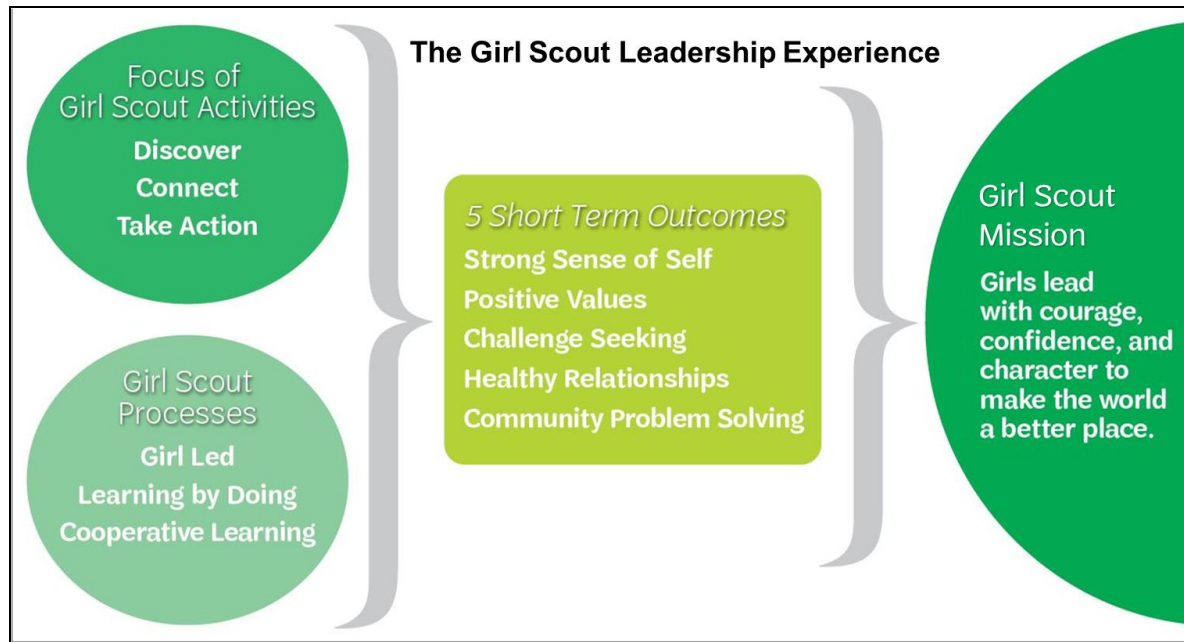 The Girl Scout Leadership Experience
Focus of
Girl Scout Activities
Discover
Connect
Take Action
Girl Scout
Processes
Girl Led
Learning by Doing
Cooperative Learning
5 Short Term Outcomes
Strong Sense of Self
Positive Values
Challenge Seeking
Healthy Relationships
Community Problem Solving
Girl Scout
Mission
Girls lead
with courage,
confidence, and
character to
make the world
a better place.